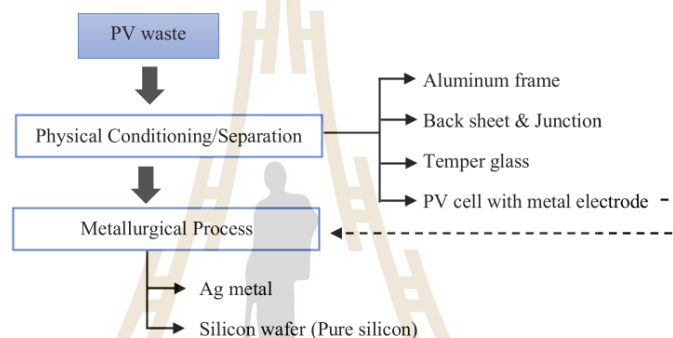 PV waste
Physical Conditioning/Separation
Aluminum frame
Back sheet & Junction
Temper glass
PV cell with metal electrode
Metallurgical Process
Ag metal
Silicon wafer (Pure silicon)